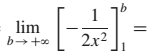 = lim b→+∞ [ − 1/2x² ]₁ᵇ =